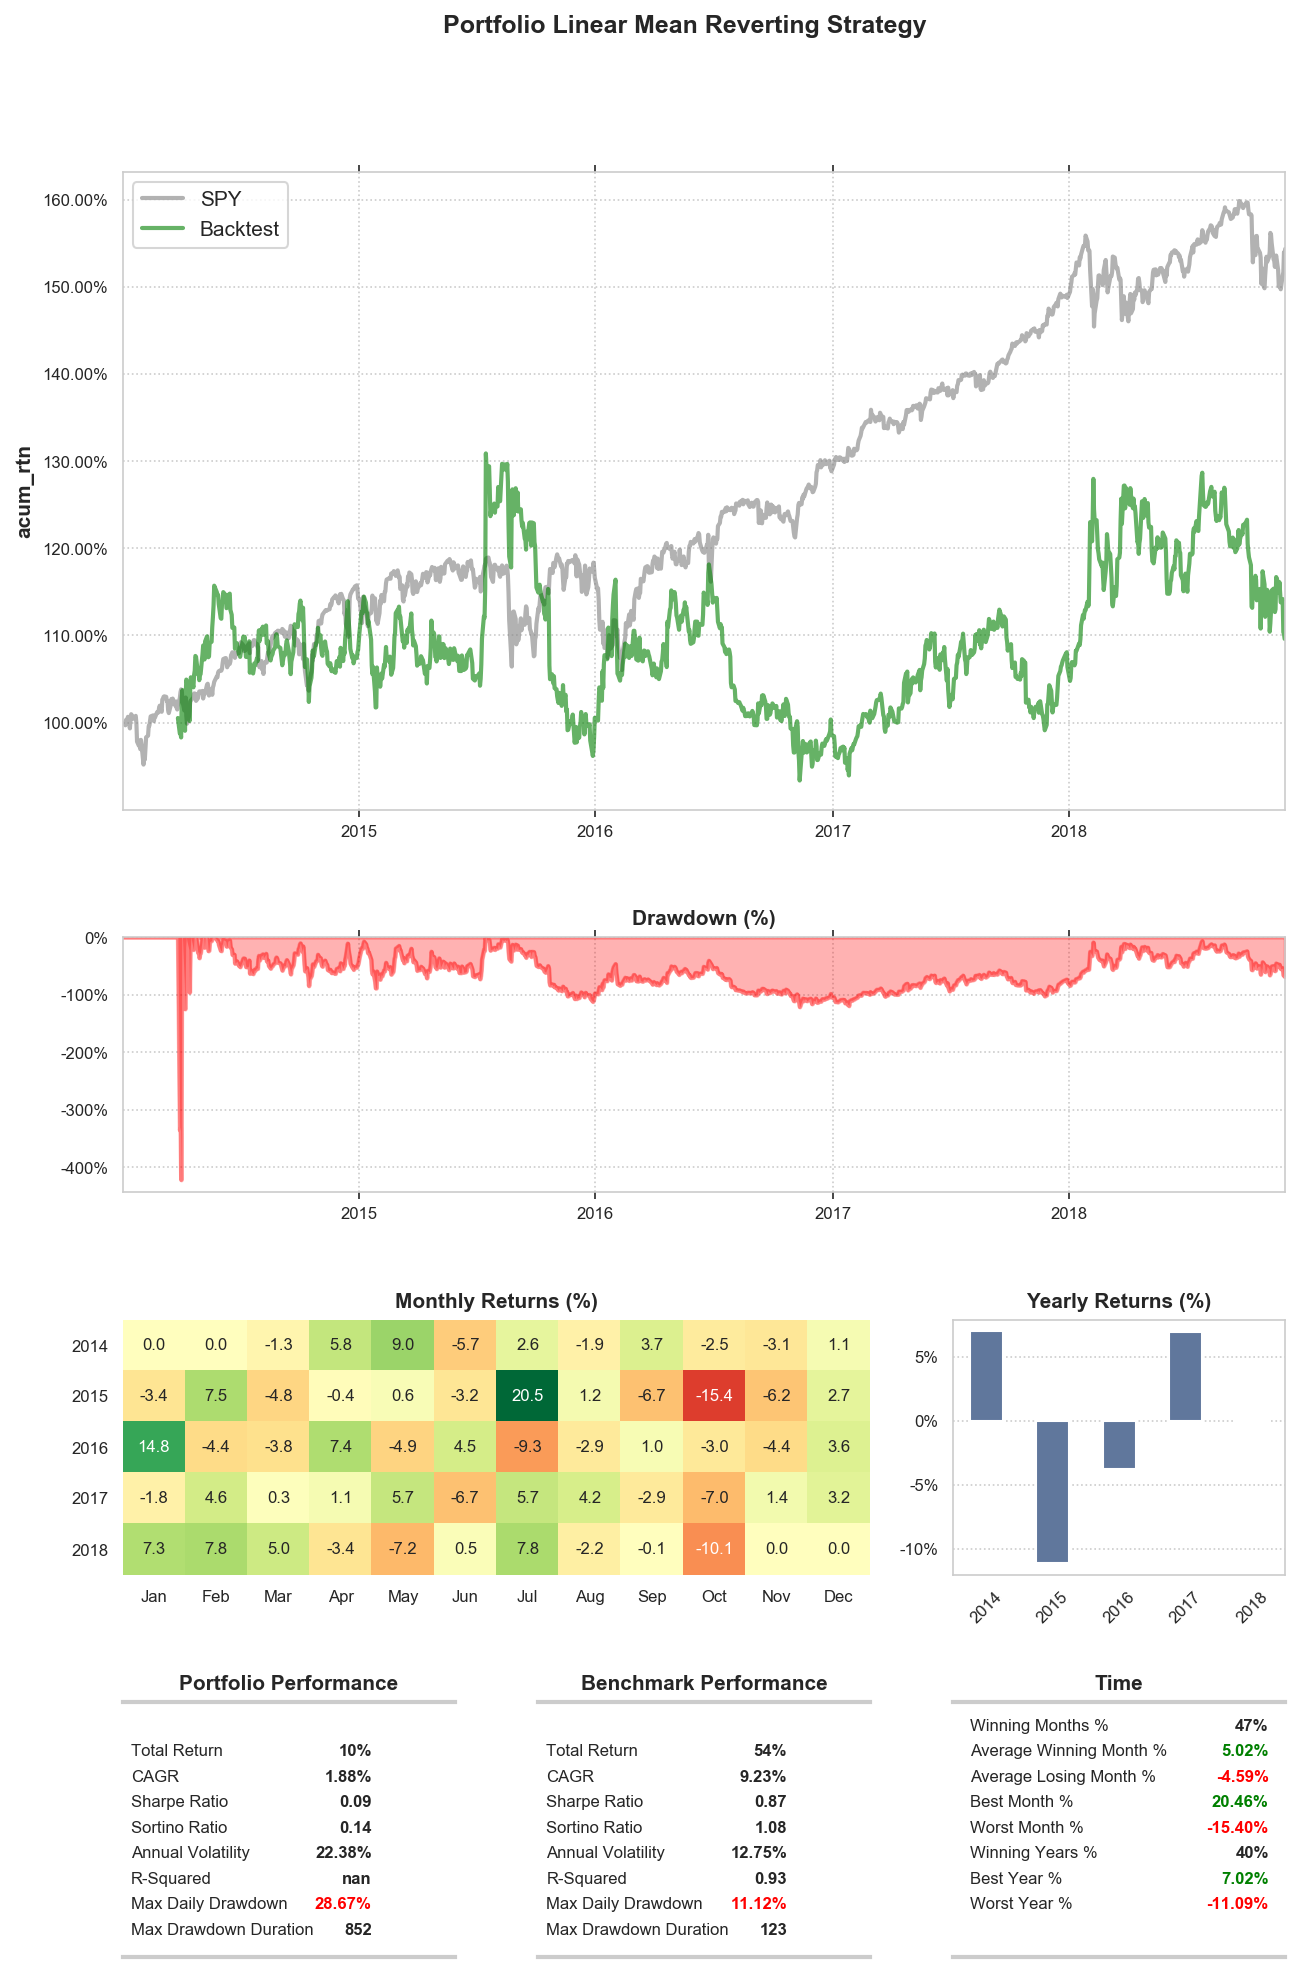 Portfolio Linear Mean Reverting Strategy
SPY
Backtest
160.00%
150.00%
140.00%
130.00%
120.00%
110.00%
100.00%
acum_rtn
2015 2016 2017 2018
Drawdown (%)
0%
-100%
-200%
-300%
-400%
2015 2016 2017 2018
Monthly Returns (%)
2014 0.0 0.0 -1.3 5.8 9.0 -5.7 2.6 -1.9 3.7 -2.5 -3.1 1.1
2015 -3.4 7.5 -4.8 -0.4 0.6 -3.2 20.5 1.2 -6.7 -15.4 -6.2 2.7
2016 14.8 -4.4 -3.8 7.4 -4.9 4.5 -9.3 -2.9 1.0 -3.0 -4.4 3.6
2017 -1.8 4.6 0.3 1.1 5.7 -6.7 5.7 4.2 -2.9 -7.0 1.4 3.2
2018 7.3 7.8 5.0 -3.4 -7.2 0.5 7.8 -2.2 -0.1 -10.1 0.0 0.0
Jan Feb Mar Apr May Jun Jul Aug Sep Oct Nov Dec
Yearly Returns (%)
5%
0%
-5%
-10%
2014 2015 2016 2017 2018
Portfolio Performance
Total Return 10%
CAGR 1.88%
Sharpe Ratio 0.09
Sortino Ratio 0.14
Annual Volatility 22.38%
R-Squared nan
Max Daily Drawdown 28.67%
Max Drawdown Duration 852
Benchmark Performance
Total Return 54%
CAGR 9.23%
Sharpe Ratio 0.87
Sortino Ratio 1.08
Annual Volatility 12.75%
R-Squared 0.93
Max Daily Drawdown 11.12%
Max Drawdown Duration 123
Time
Winning Months % 47%
Average Winning Month % 5.02%
Average Losing Month % -4.59%
Best Month % 20.46%
Worst Month % -15.40%
Winning Years % 40%
Best Year % 7.02%
Worst Year % -11.09%